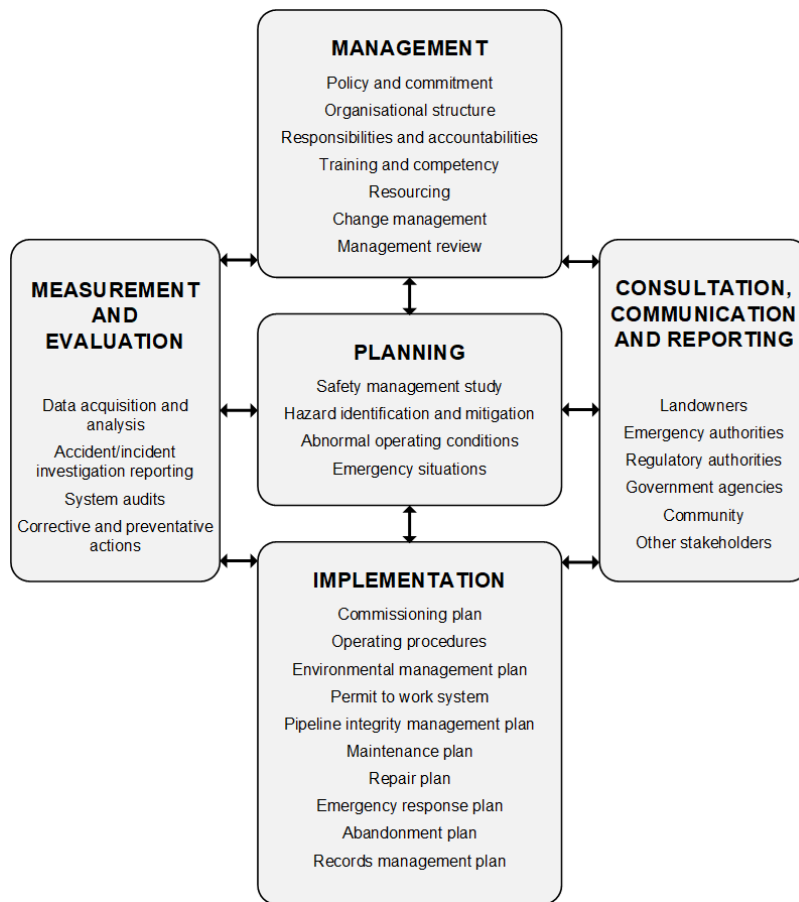 MANAGEMENT
Policy and commitment
Organisational structure
Responsibilities and accountabilities
Training and competency
Resourcing
Change management
Management review
MEASUREMENT
AND
EVALUATION
Data acquisition and
analysis
Accident/incident
investigation reporting
System audits
Corrective and preventative
actions
PLANNING
Safety management study
Hazard identification and mitigation
Abnormal operating conditions
Emergency situations
CONSULTATION,
COMMUNICATION
AND REPORTING
Landowners
Emergency authorities
Regulatory authorities
Government agencies
Community
Other stakeholders
IMPLEMENTATION
Commissioning plan
Operating procedures
Environmental management plan
Permit to work system
Pipeline integrity management plan
Maintenance plan
Repair plan
Emergency response plan
Abandonment plan
Records management plan